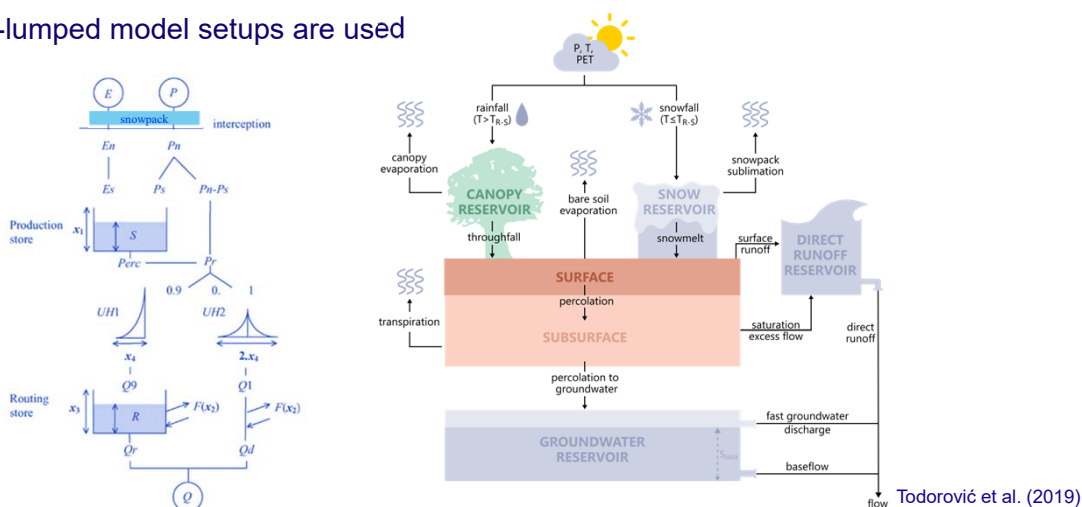 -lumped model setups are used
E P
snowpack
interception
En Pn
Es Ps Pn-Ps
Production
store
x1
S
Perc Pr
0.9 0. 1
UH1 UH2
x4 2.x4
Q9 Q1
Routing
store
x3
R
F(x2) F(x2)
Qr Qd
Q
P, T,
PET
rainfall
(T>TR-S)
snowfall
(T≤TR-S)
canopy
evaporation
bare soil
evaporation
snowpack
sublimation
CANOPY
RESERVOIR
SNOW
RESERVOIR
throughfall
snowmelt
surface
runoff
DIRECT
RUNOFF
RESERVOIR
SURFACE
percolation
transpiration
SUBSURFACE
saturation
excess flow
direct
runoff
percolation to
groundwater
GROUNDWATER
RESERVOIR
fast groundwater
discharge
baseflow
flow
Todorović et al. (2019)